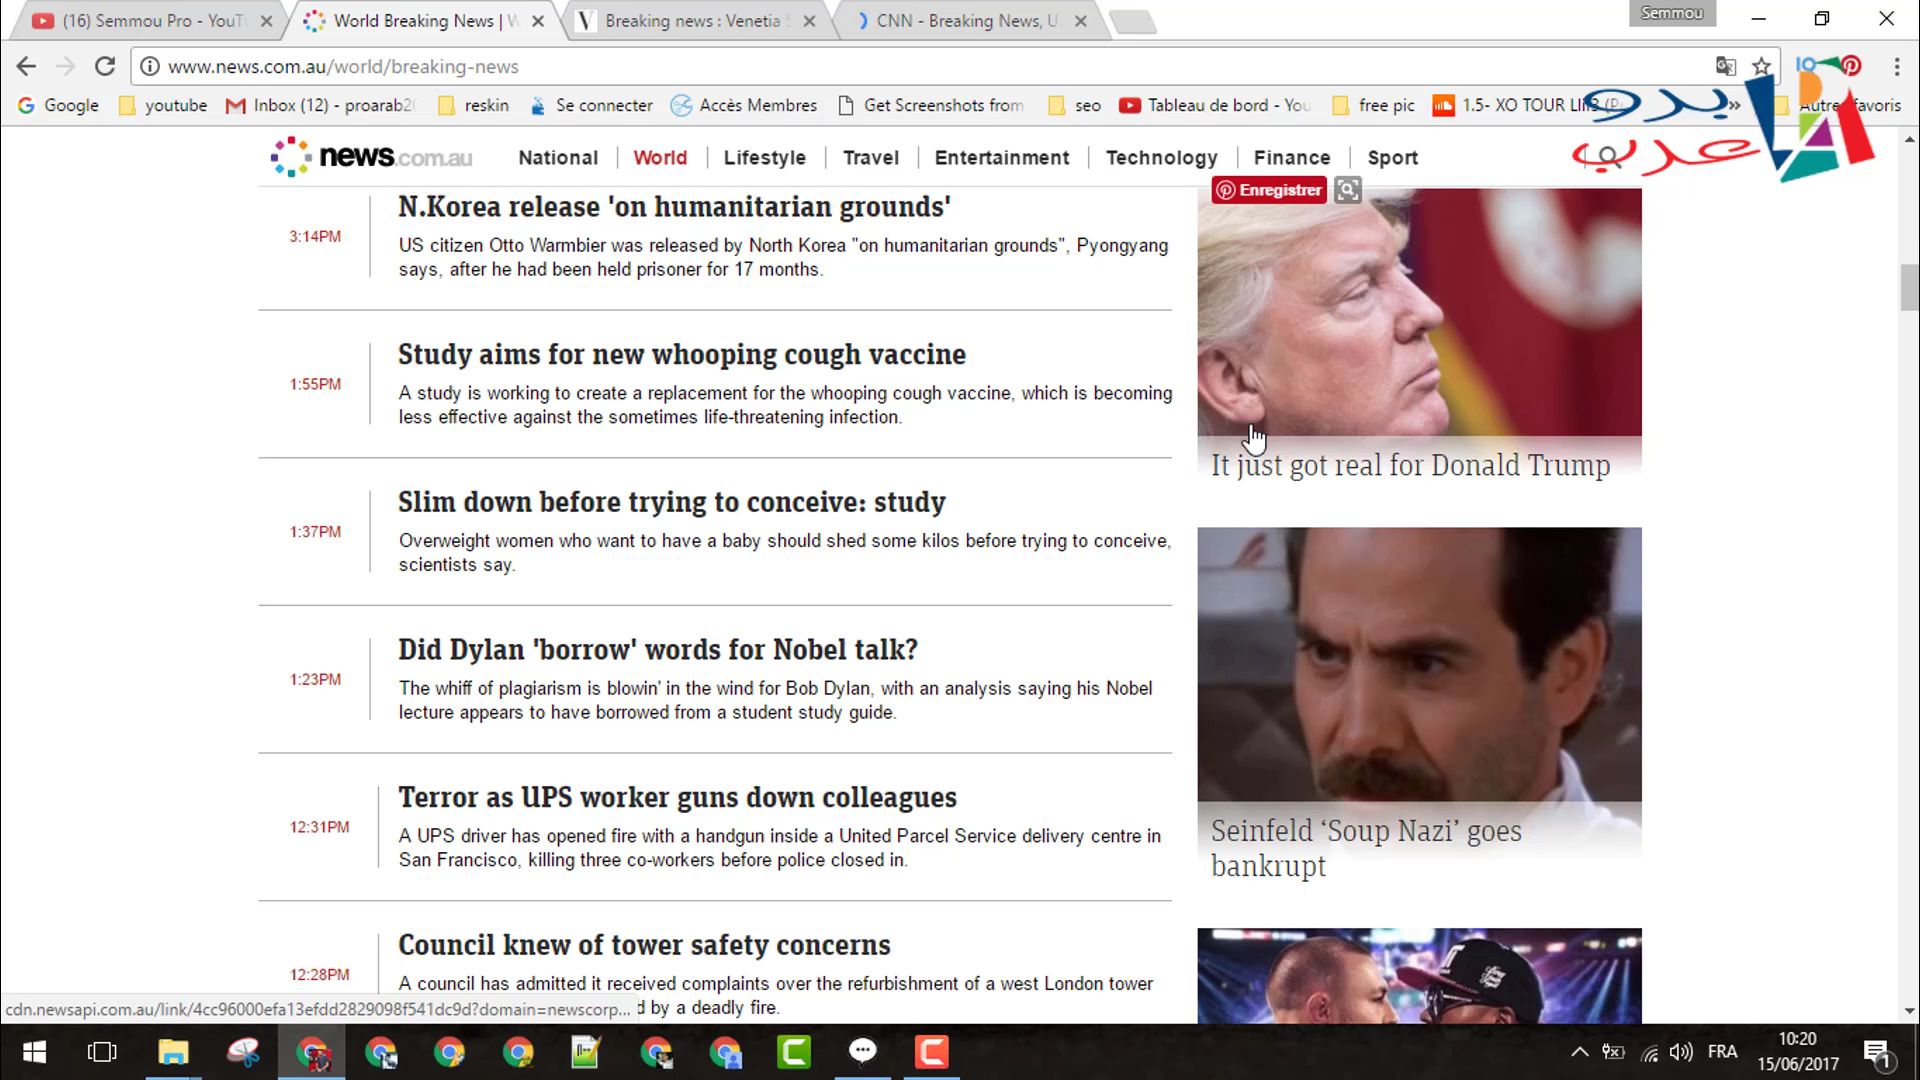 (16) Semmou Pro - YouT
World Breaking News | W
Breaking news : Venetia S
CNN - Breaking News, U
Semmou
www.news.com.au/world/breaking-news
Google
youtube
Inbox (12) - proarab20
reskin
Se connecter
Accès Membres
Get Screenshots from
seo
Tableau de bord - You
free pic
1.5- XO TOUR
Autres favoris
برو
عرب
news.com.au
National
World
Lifestyle
Travel
Entertainment
Technology
Finance
Sport
Enregistrer
N.Korea release 'on humanitarian grounds'
3:14PM
US citizen Otto Warmbier was released by North Korea "on humanitarian grounds", Pyongyang
says, after he had been held prisoner for 17 months.
Study aims for new whooping cough vaccine
1:55PM
A study is working to create a replacement for the whooping cough vaccine, which is becoming
less effective against the sometimes life-threatening infection.
It just got real for Donald Trump
Slim down before trying to conceive: study
1:37PM
Overweight women who want to have a baby should shed some kilos before trying to conceive,
scientists say.
Did Dylan 'borrow' words for Nobel talk?
1:23PM
The whiff of plagiarism is blowin' in the wind for Bob Dylan, with an analysis saying his Nobel
lecture appears to have borrowed from a student study guide.
Terror as UPS worker guns down colleagues
12:31PM
A UPS driver has opened fire with a handgun inside a United Parcel Service delivery centre in
San Francisco, killing three co-workers before police closed in.
Seinfeld ‘Soup Nazi’ goes
bankrupt
Council knew of tower safety concerns
12:28PM
A council has admitted it received complaints over the refurbishment of a west London tower
d by a deadly fire.
cdn.newsapi.com.au/link/4cc96000efa13efdd2829098f541dc9d?domain=newscorp...
FRA
10:20
15/06/2017
1